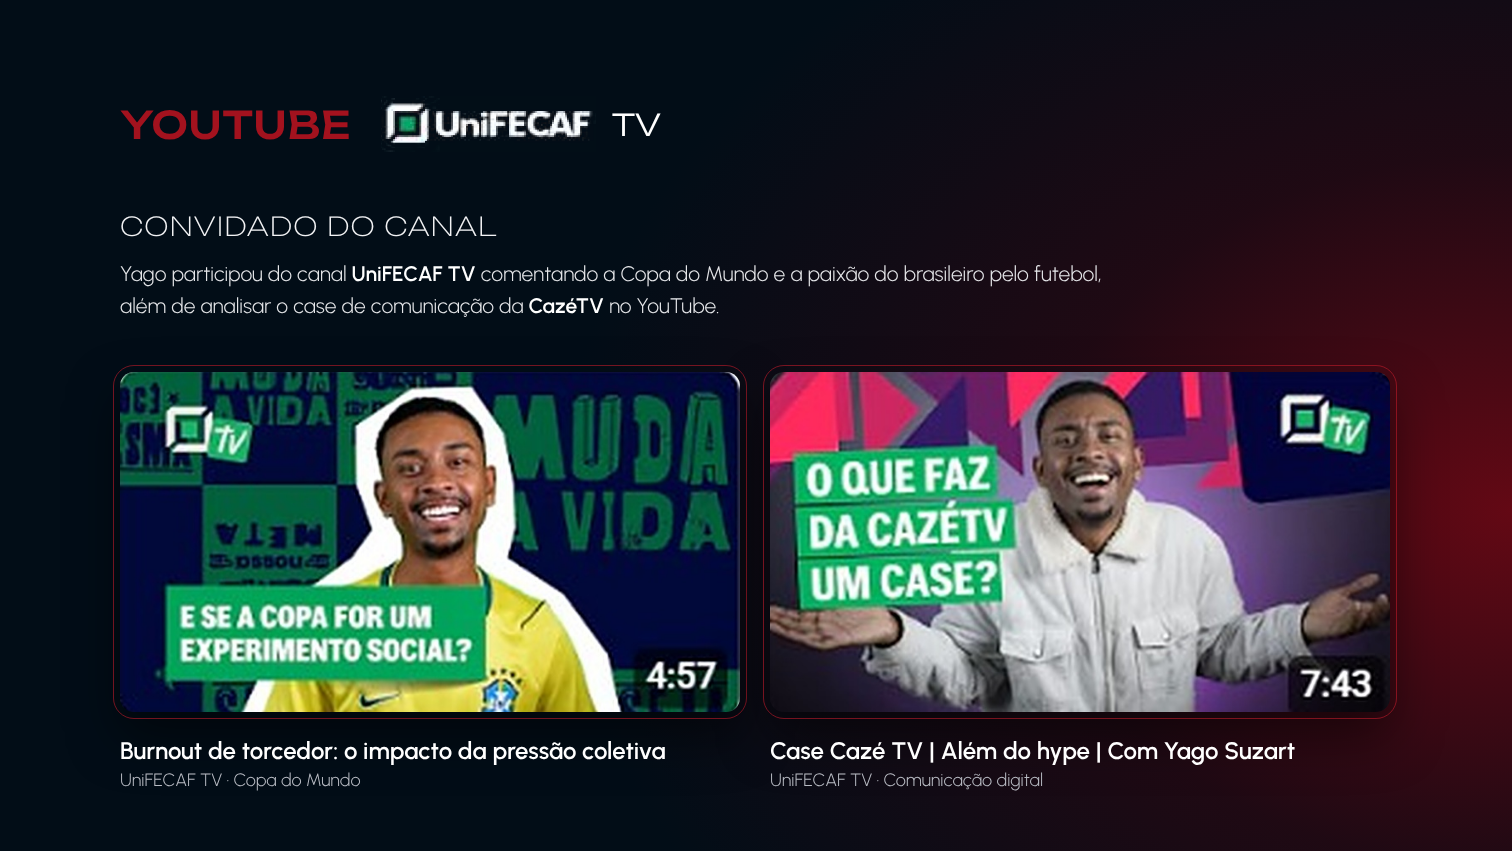 YOUTUBE UniFECAF TV
CONVIDADO DO CANAL
Yago participou do canal UniFECAF TV comentando a Copa do Mundo e a paixão do brasileiro pelo futebol,
além de analisar o case de comunicação da CazéTV no YouTube.
MUDA
A VIDA
TV
MUDA
A VIDA
META
E SE A COPA FOR UM
EXPERIMENTO SOCIAL?
4:57
TV
O QUE FAZ
DA CAZÉTV
UM CASE?
7:43
Burnout de torcedor: o impacto da pressão coletiva
UniFECAF TV · Copa do Mundo
Case Cazé TV | Além do hype | Com Yago Suzart
UniFECAF TV · Comunicação digital